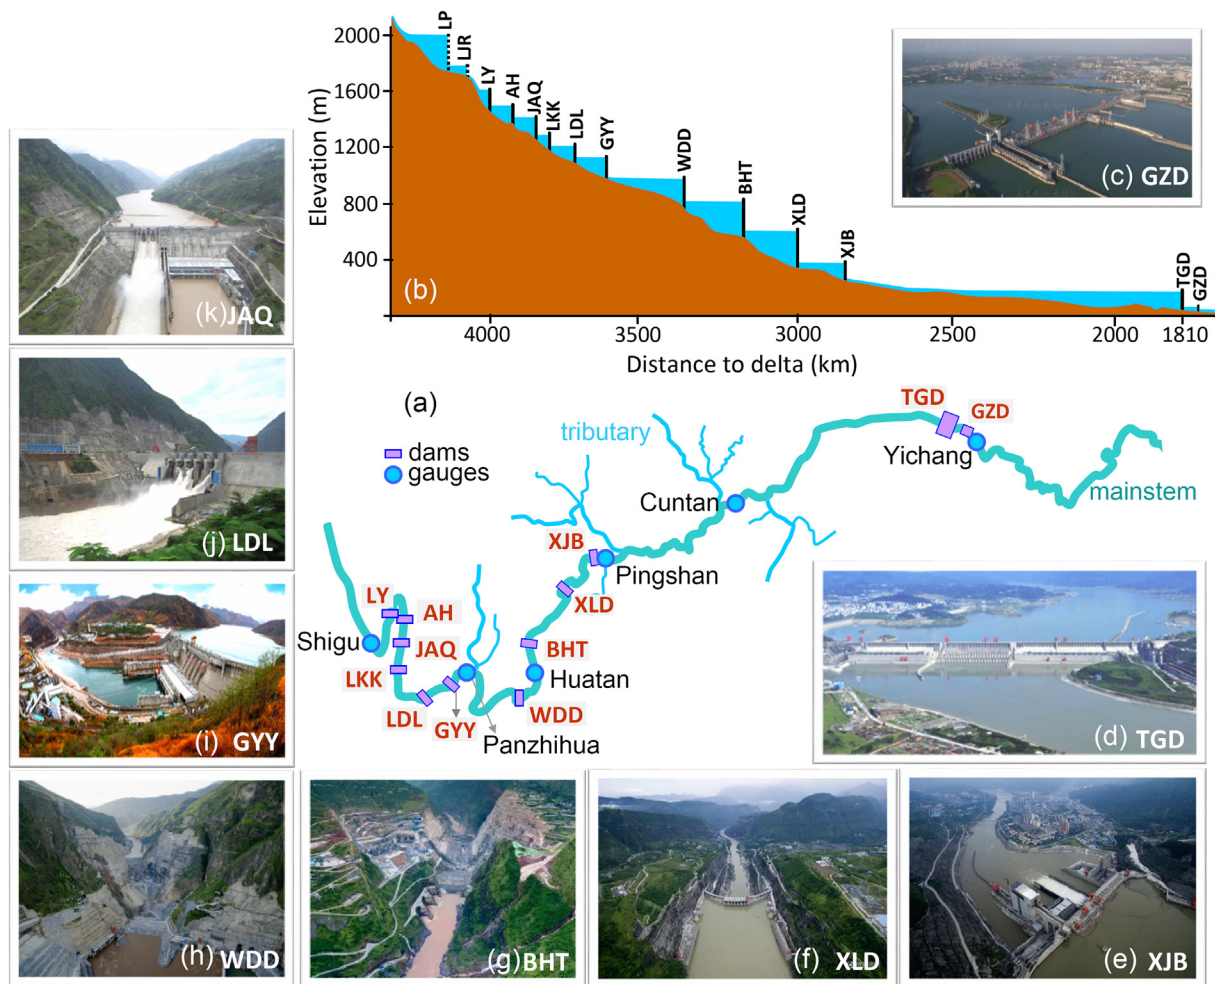 LP
LJR
LY
AH
JAQ
LKK
LDL
GYY
WDD
BHT
XLD
XJB
TGD
GZD
Elevation (m)
2000
1600
1200
800
400
(b)
4000
3500
3000
2500
2000
1810
Distance to delta (km)
(c) GZD
(k) JAQ
(a)
dams
gauges
tributary
mainstem
TGD
GZD
Yichang
Cuntan
XJB
Pingshan
XLD
LY
AH
Shigu
JAQ
BHT
LKK
Huatan
LDL
GYY
WDD
Panzhihua
(j) LDL
(i) GYY
(d) TGD
(h) WDD
(g) BHT
(f) XLD
(e) XJB